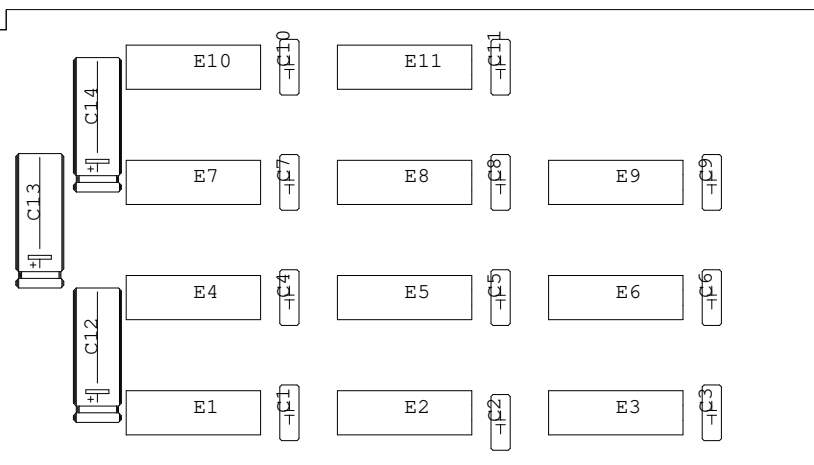 E10 C10 E11 C11
C14
E7 C7 E8 C8 E9 C9
C13
E4 C4 E5 C5 E6 C6
C12
E1 C1 E2 C2 E3 C3
+
+
+